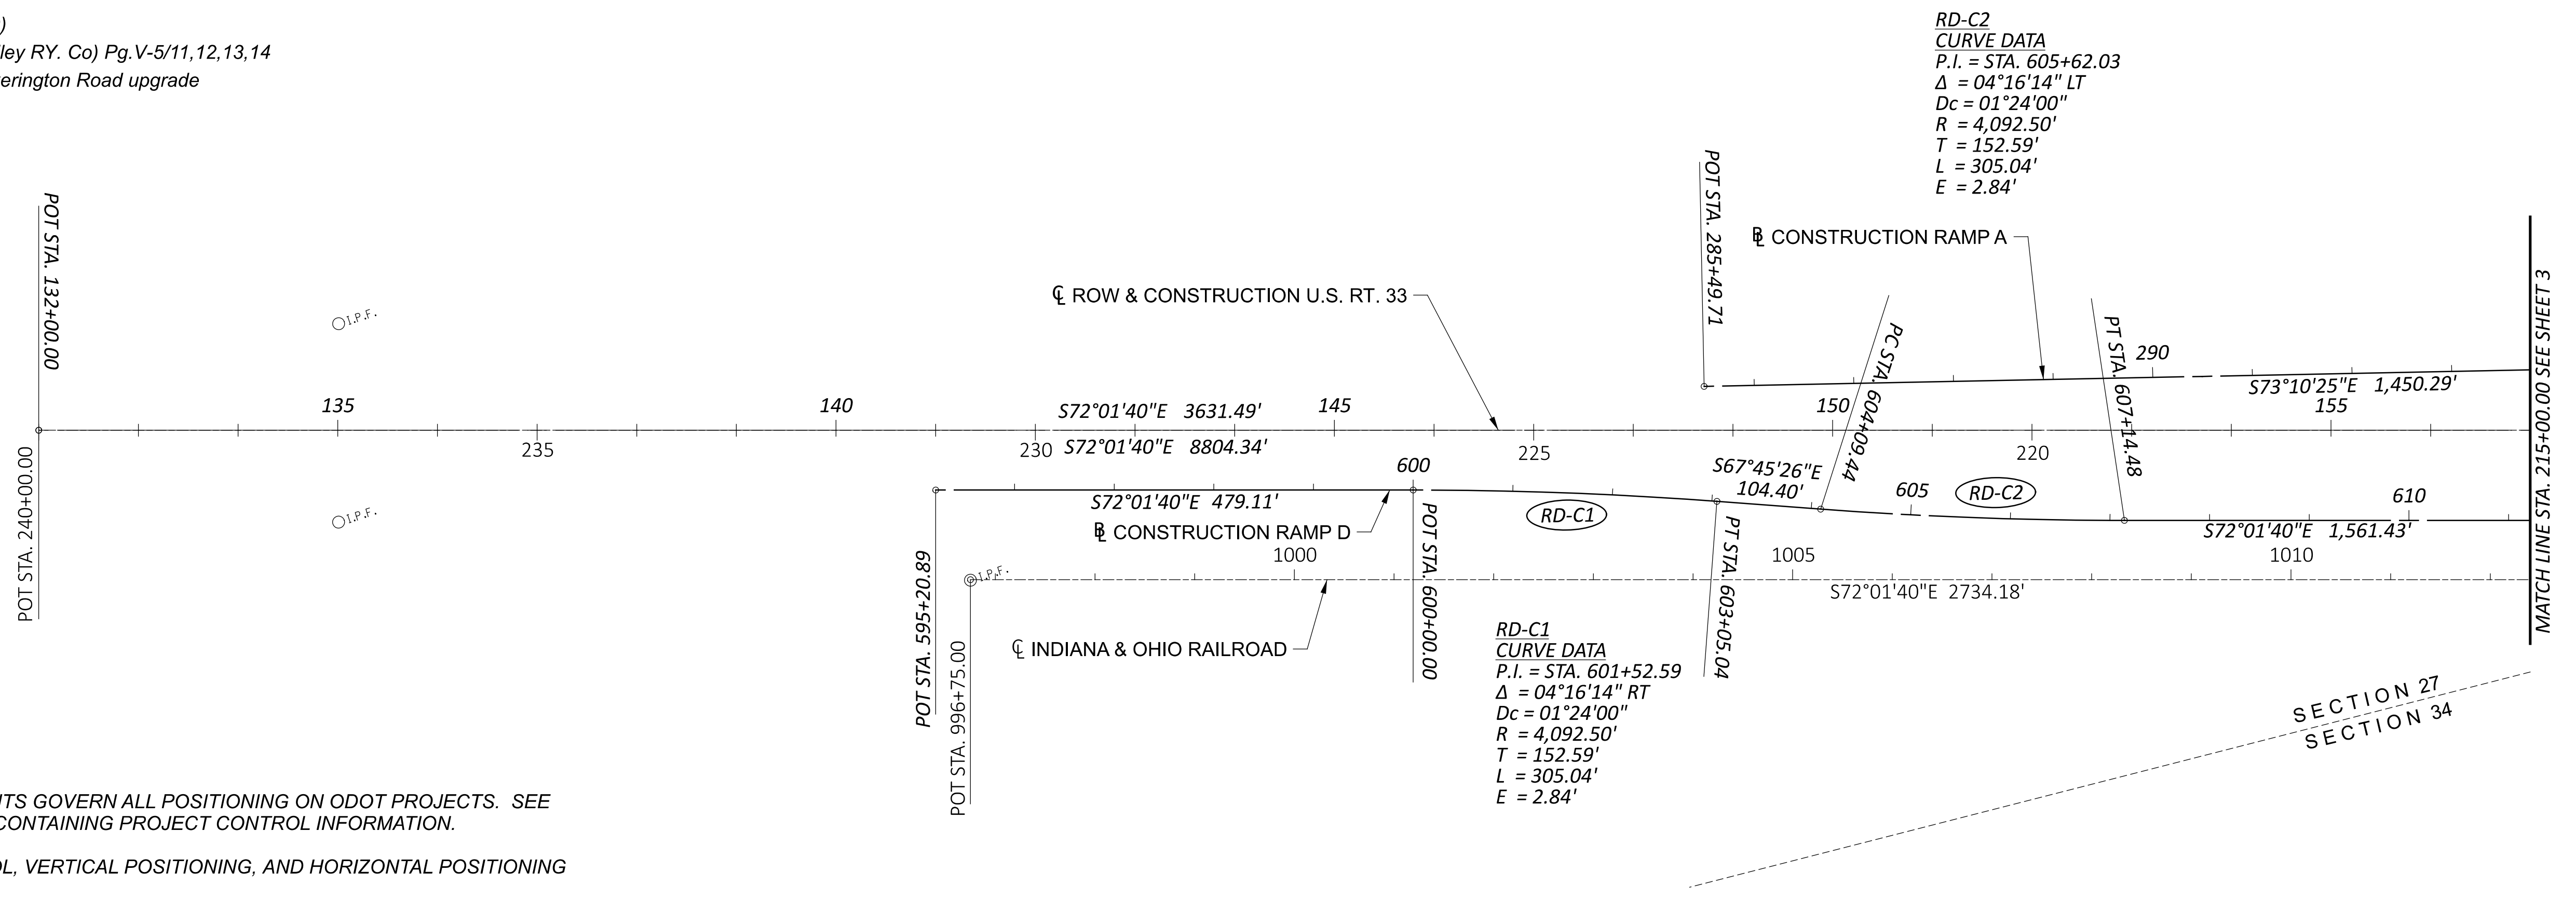 )
ley RY. Co) Pg.V-5/11,12,13,14
erington Road upgrade
RD-C2
CURVE DATA
P.I. = STA. 605+62.03
Δ = 04°16'14" LT
Dc = 01°24'00"
R = 4,092.50'
T = 152.59'
L = 305.04'
E = 2.84'
POT STA. 132+00.00
POT STA. 285+49.71
℄ CONSTRUCTION RAMP A
℄ ROW & CONSTRUCTION U.S. RT. 33
I.P.F.
PC STA. 604+09.44
PT STA. 607+14.48
290
S73°10'25"E 1,450.29'
MATCH LINE STA. 215+00.00 SEE SHEET 3
135
140
S72°01'40"E 3631.49'
145
150
155
235
230
S72°01'40"E 8804.34'
225
220
POT STA. 240+00.00
600
S67°45'26"E
104.40'
605
RD-C2
610
I.P.F.
S72°01'40"E 479.11'
RD-C1
℄ CONSTRUCTION RAMP D
S72°01'40"E 1,561.43'
POT STA. 595+20.89
I.P.F.
1000
POT STA. 600+00.00
PT STA. 603+05.04
1005
1010
S72°01'40"E 2734.18'
POT STA. 996+75.00
℄ INDIANA & OHIO RAILROAD
RD-C1
CURVE DATA
P.I. = STA. 601+52.59
Δ = 04°16'14" RT
Dc = 01°24'00"
R = 4,092.50'
T = 152.59'
L = 305.04'
E = 2.84'
SECTION 27
SECTION 34
ITS GOVERN ALL POSITIONING ON ODOT PROJECTS. SEE
CONTAINING PROJECT CONTROL INFORMATION.
OL, VERTICAL POSITIONING, AND HORIZONTAL POSITIONING